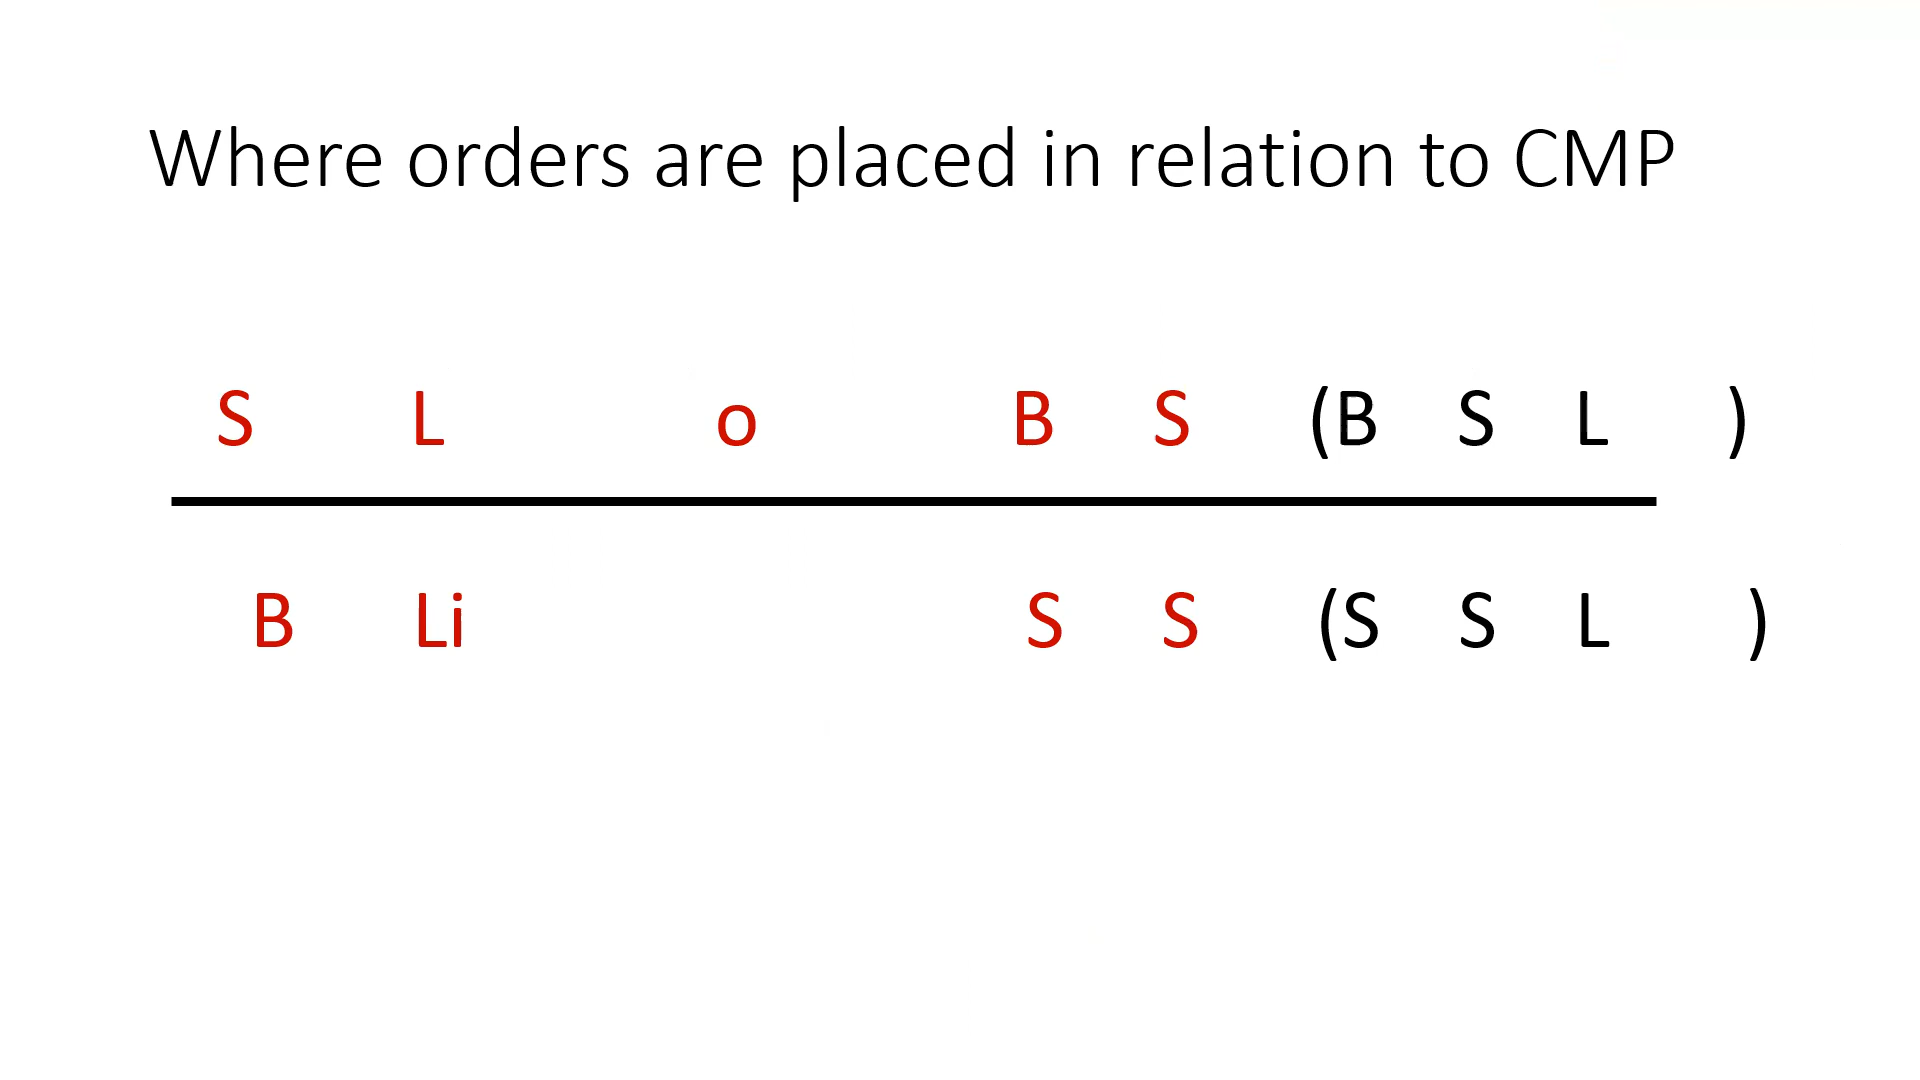 Where orders are placed in relation to CMP
S L o B S (B S L )
B Li S S (S S L )